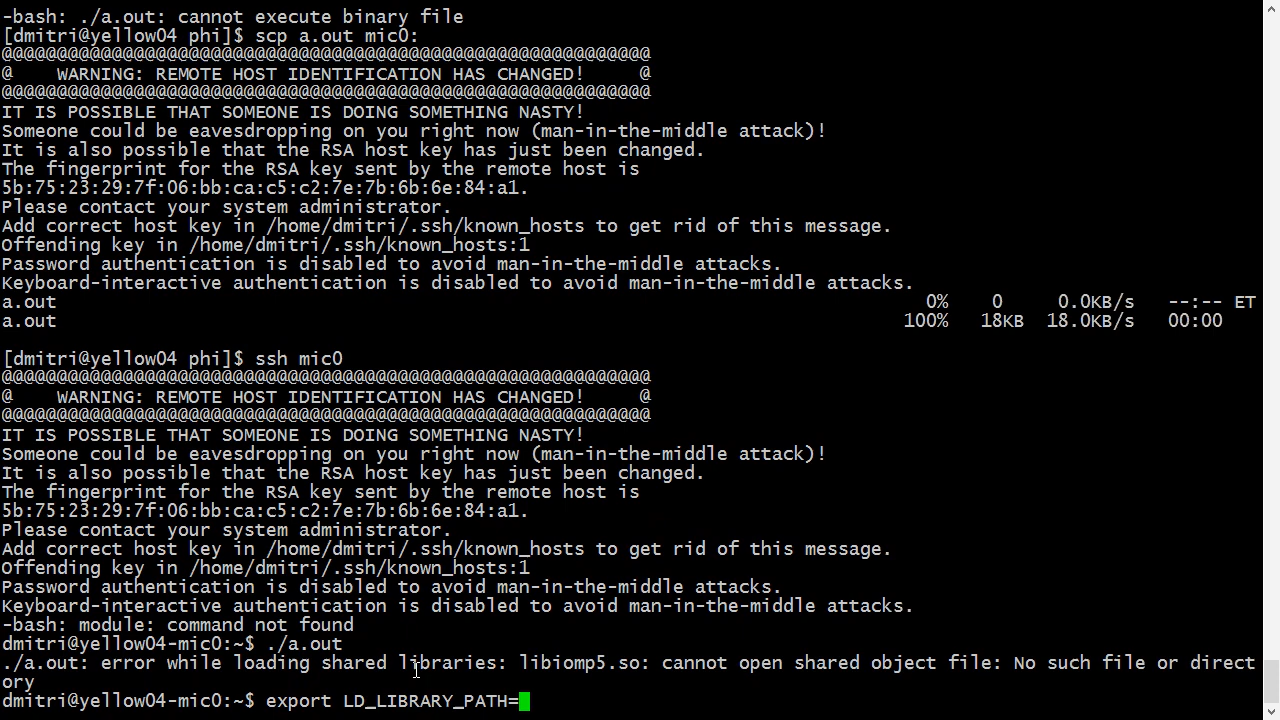 -bash: ./a.out: cannot execute binary file
[dmitri@yellow04 phi]$ scp a.out mic0:
@@@@@@@@@@@@@@@@@@@@@@@@@@@@@@@@@@@@@@@@@@@@@@@@@@@@@@@@@@@
@    WARNING: REMOTE HOST IDENTIFICATION HAS CHANGED!     @
@@@@@@@@@@@@@@@@@@@@@@@@@@@@@@@@@@@@@@@@@@@@@@@@@@@@@@@@@@@
IT IS POSSIBLE THAT SOMEONE IS DOING SOMETHING NASTY!
Someone could be eavesdropping on you right now (man-in-the-middle attack)!
It is also possible that the RSA host key has just been changed.
The fingerprint for the RSA key sent by the remote host is
5b:75:23:29:7f:06:bb:ca:c5:c2:7e:7b:6b:6e:84:a1.
Please contact your system administrator.
Add correct host key in /home/dmitri/.ssh/known_hosts to get rid of this message.
Offending key in /home/dmitri/.ssh/known_hosts:1
Password authentication is disabled to avoid man-in-the-middle attacks.
Keyboard-interactive authentication is disabled to avoid man-in-the-middle attacks.
a.out                                                                                0%    0     0.0KB/s   --:-- ET
a.out                                                                              100%   18KB  18.0KB/s   00:00
[dmitri@yellow04 phi]$ ssh mic0
@@@@@@@@@@@@@@@@@@@@@@@@@@@@@@@@@@@@@@@@@@@@@@@@@@@@@@@@@@@
@    WARNING: REMOTE HOST IDENTIFICATION HAS CHANGED!     @
@@@@@@@@@@@@@@@@@@@@@@@@@@@@@@@@@@@@@@@@@@@@@@@@@@@@@@@@@@@
IT IS POSSIBLE THAT SOMEONE IS DOING SOMETHING NASTY!
Someone could be eavesdropping on you right now (man-in-the-middle attack)!
It is also possible that the RSA host key has just been changed.
The fingerprint for the RSA key sent by the remote host is
5b:75:23:29:7f:06:bb:ca:c5:c2:7e:7b:6b:6e:84:a1.
Please contact your system administrator.
Add correct host key in /home/dmitri/.ssh/known_hosts to get rid of this message.
Offending key in /home/dmitri/.ssh/known_hosts:1
Password authentication is disabled to avoid man-in-the-middle attacks.
Keyboard-interactive authentication is disabled to avoid man-in-the-middle attacks.
-bash: module: command not found
dmitri@yellow04-mic0:~$ ./a.out
./a.out: error while loading shared libraries: libiomp5.so: cannot open shared object file: No such file or direct
ory
dmitri@yellow04-mic0:~$ export LD_LIBRARY_PATH=